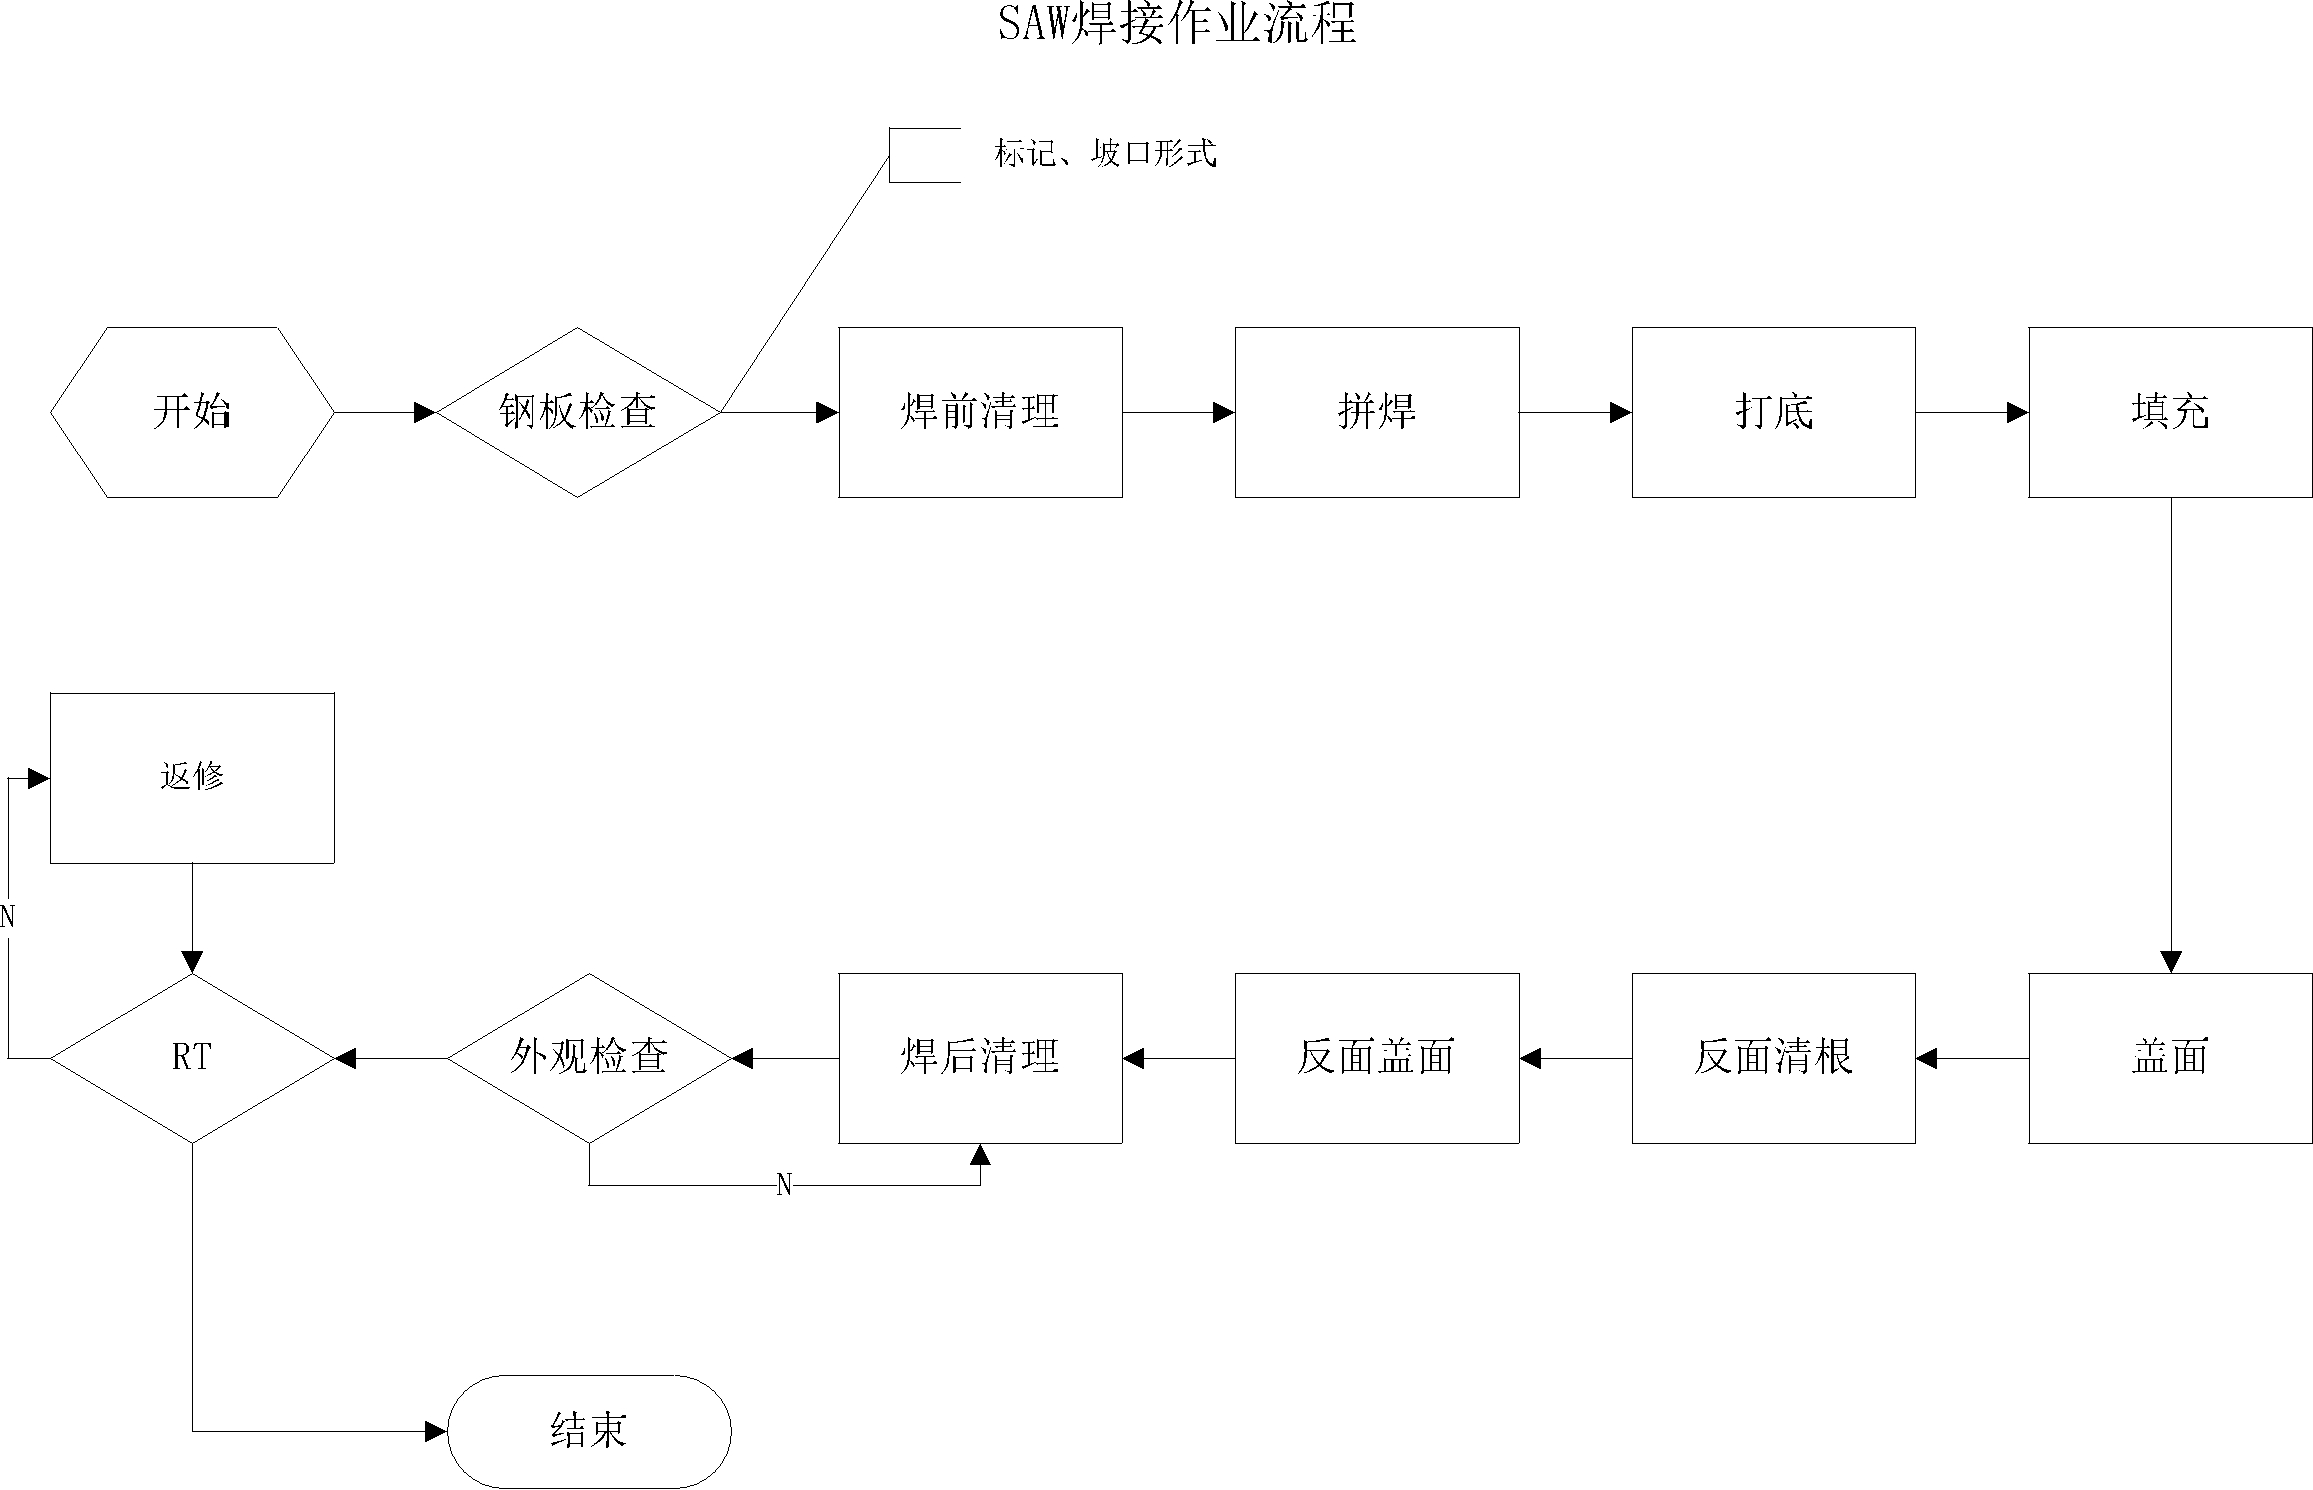 SAW焊接作业流程
标记、坡口形式
开始
钢板检查
焊前清理
拼焊
打底
填充
返修
N
RT
外观检查
焊后清理
反面盖面
反面清根
盖面
N
结束